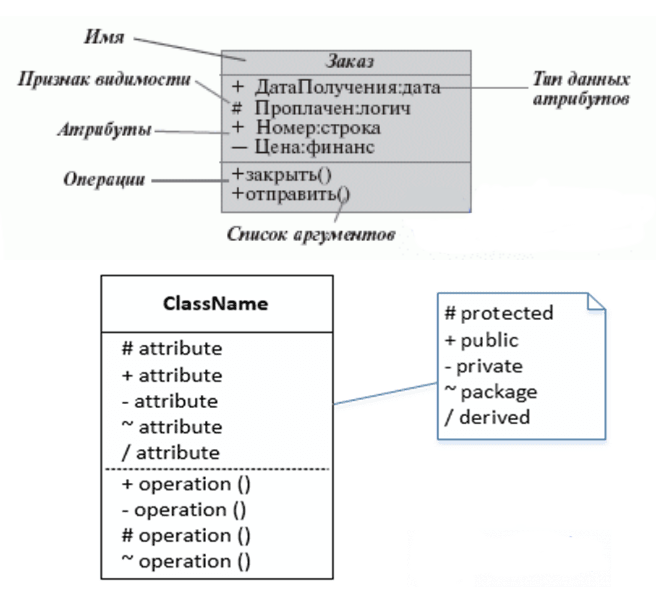 Имя
Заказ
Признак видимости
+ ДатаПолучения:дата
Тип данных
атрибутов
# Проплачен:логич
Атрибуты
+ Номер:строка
— Цена:финанс
Операции
+закрыть()
+отправить()
Список аргументов
ClassName
# attribute
+ attribute
- attribute
~ attribute
/ attribute
+ operation ()
- operation ()
# operation ()
~ operation ()
# protected
+ public
- private
~ package
/ derived